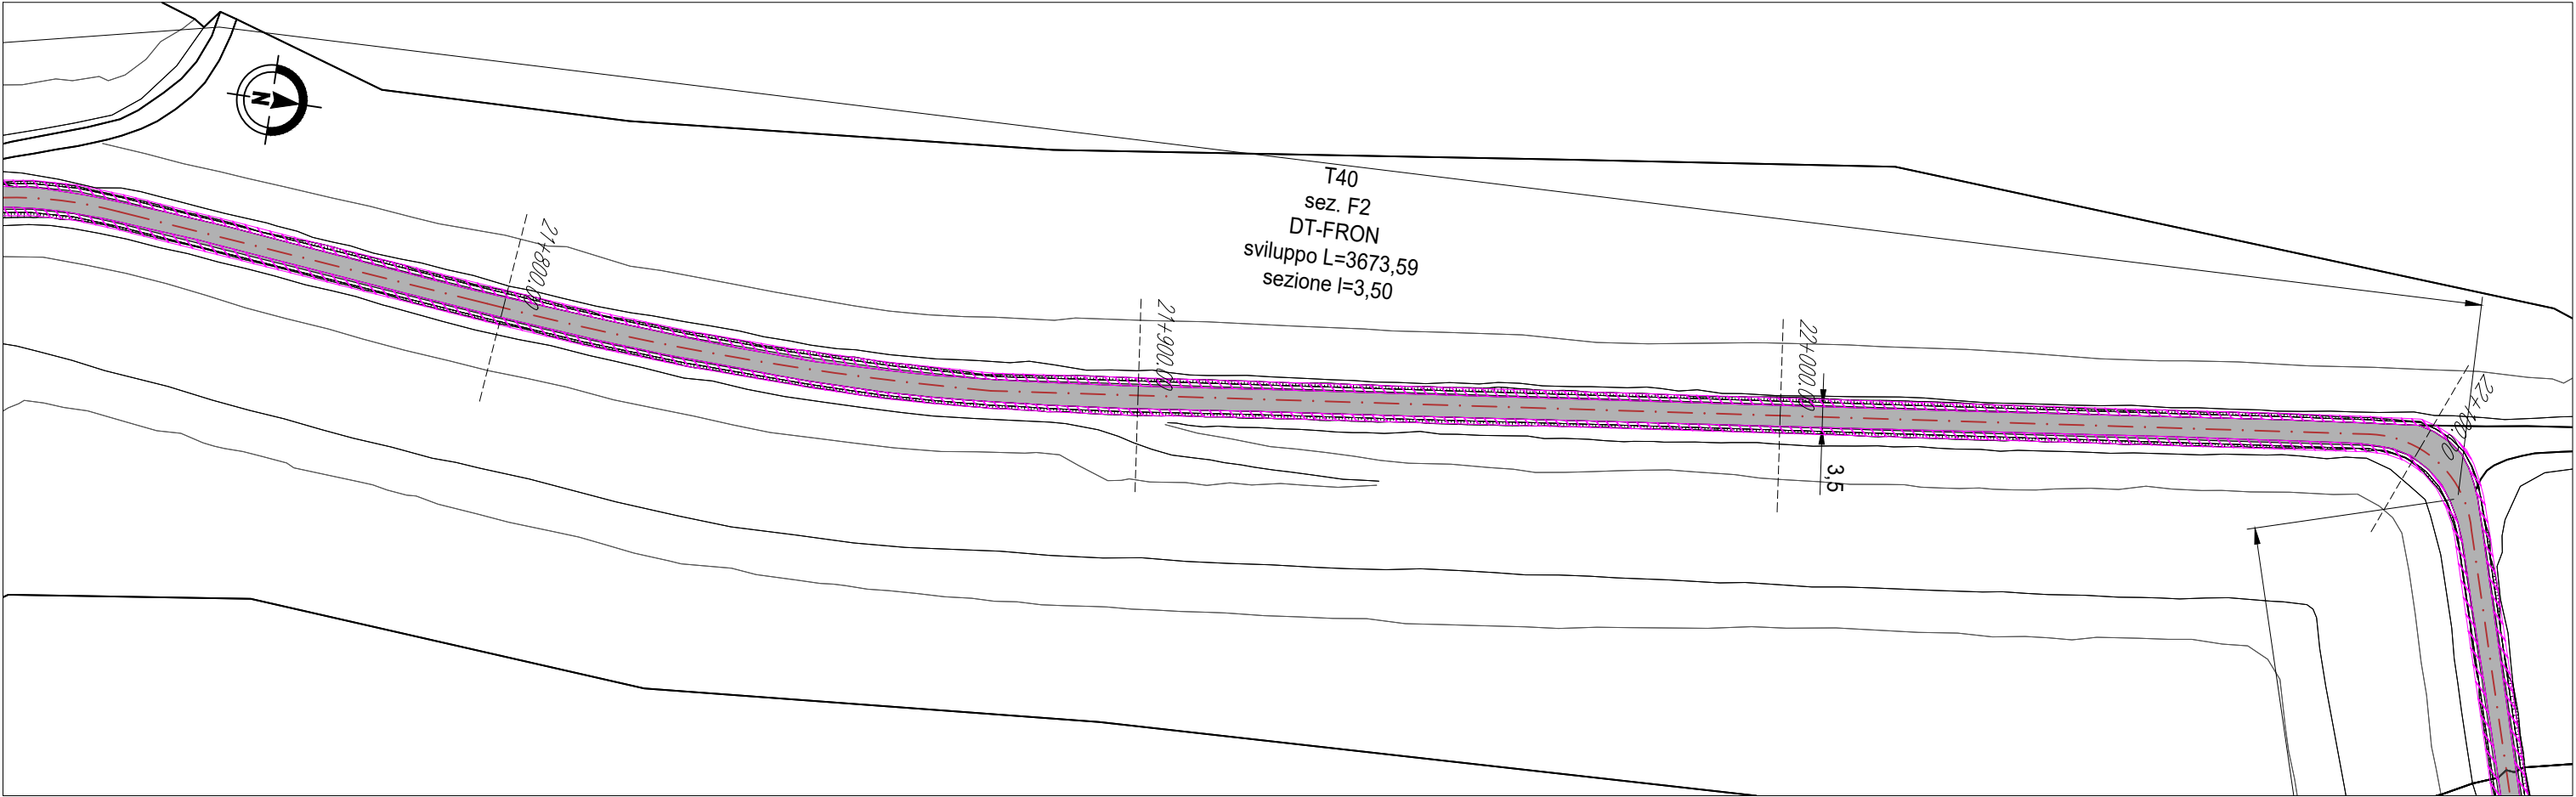 N
T40
sez. F2
DT-FRON
sviluppo L=3673,59
sezione l=3,50
21+800.00
21+900.00
22+000.00
22+100.00
3,5